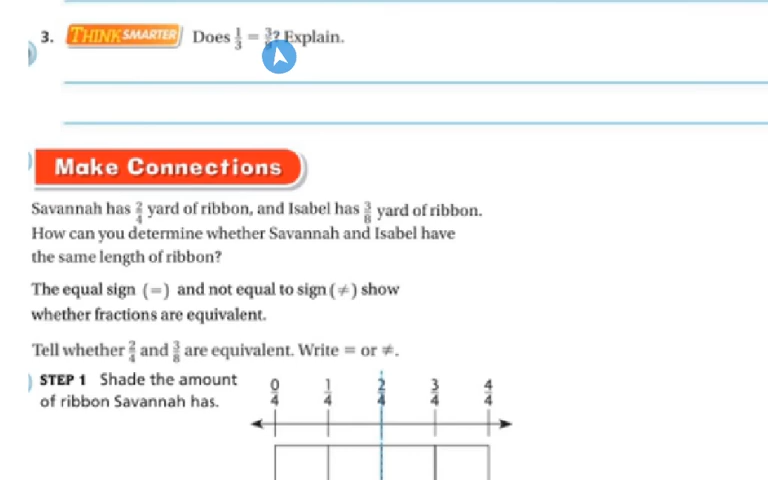 3. THINK SMARTER Does 1/3 = 3/9? Explain.
Make Connections
Savannah has 2/4 yard of ribbon, and Isabel has 3/8 yard of ribbon.
How can you determine whether Savannah and Isabel have
the same length of ribbon?
The equal sign (=) and not equal to sign (≠) show
whether fractions are equivalent.
Tell whether 2/4 and 3/8 are equivalent. Write = or ≠.
STEP 1 Shade the amount
of ribbon Savannah has.
0/4 1/4 2/4 3/4 4/4